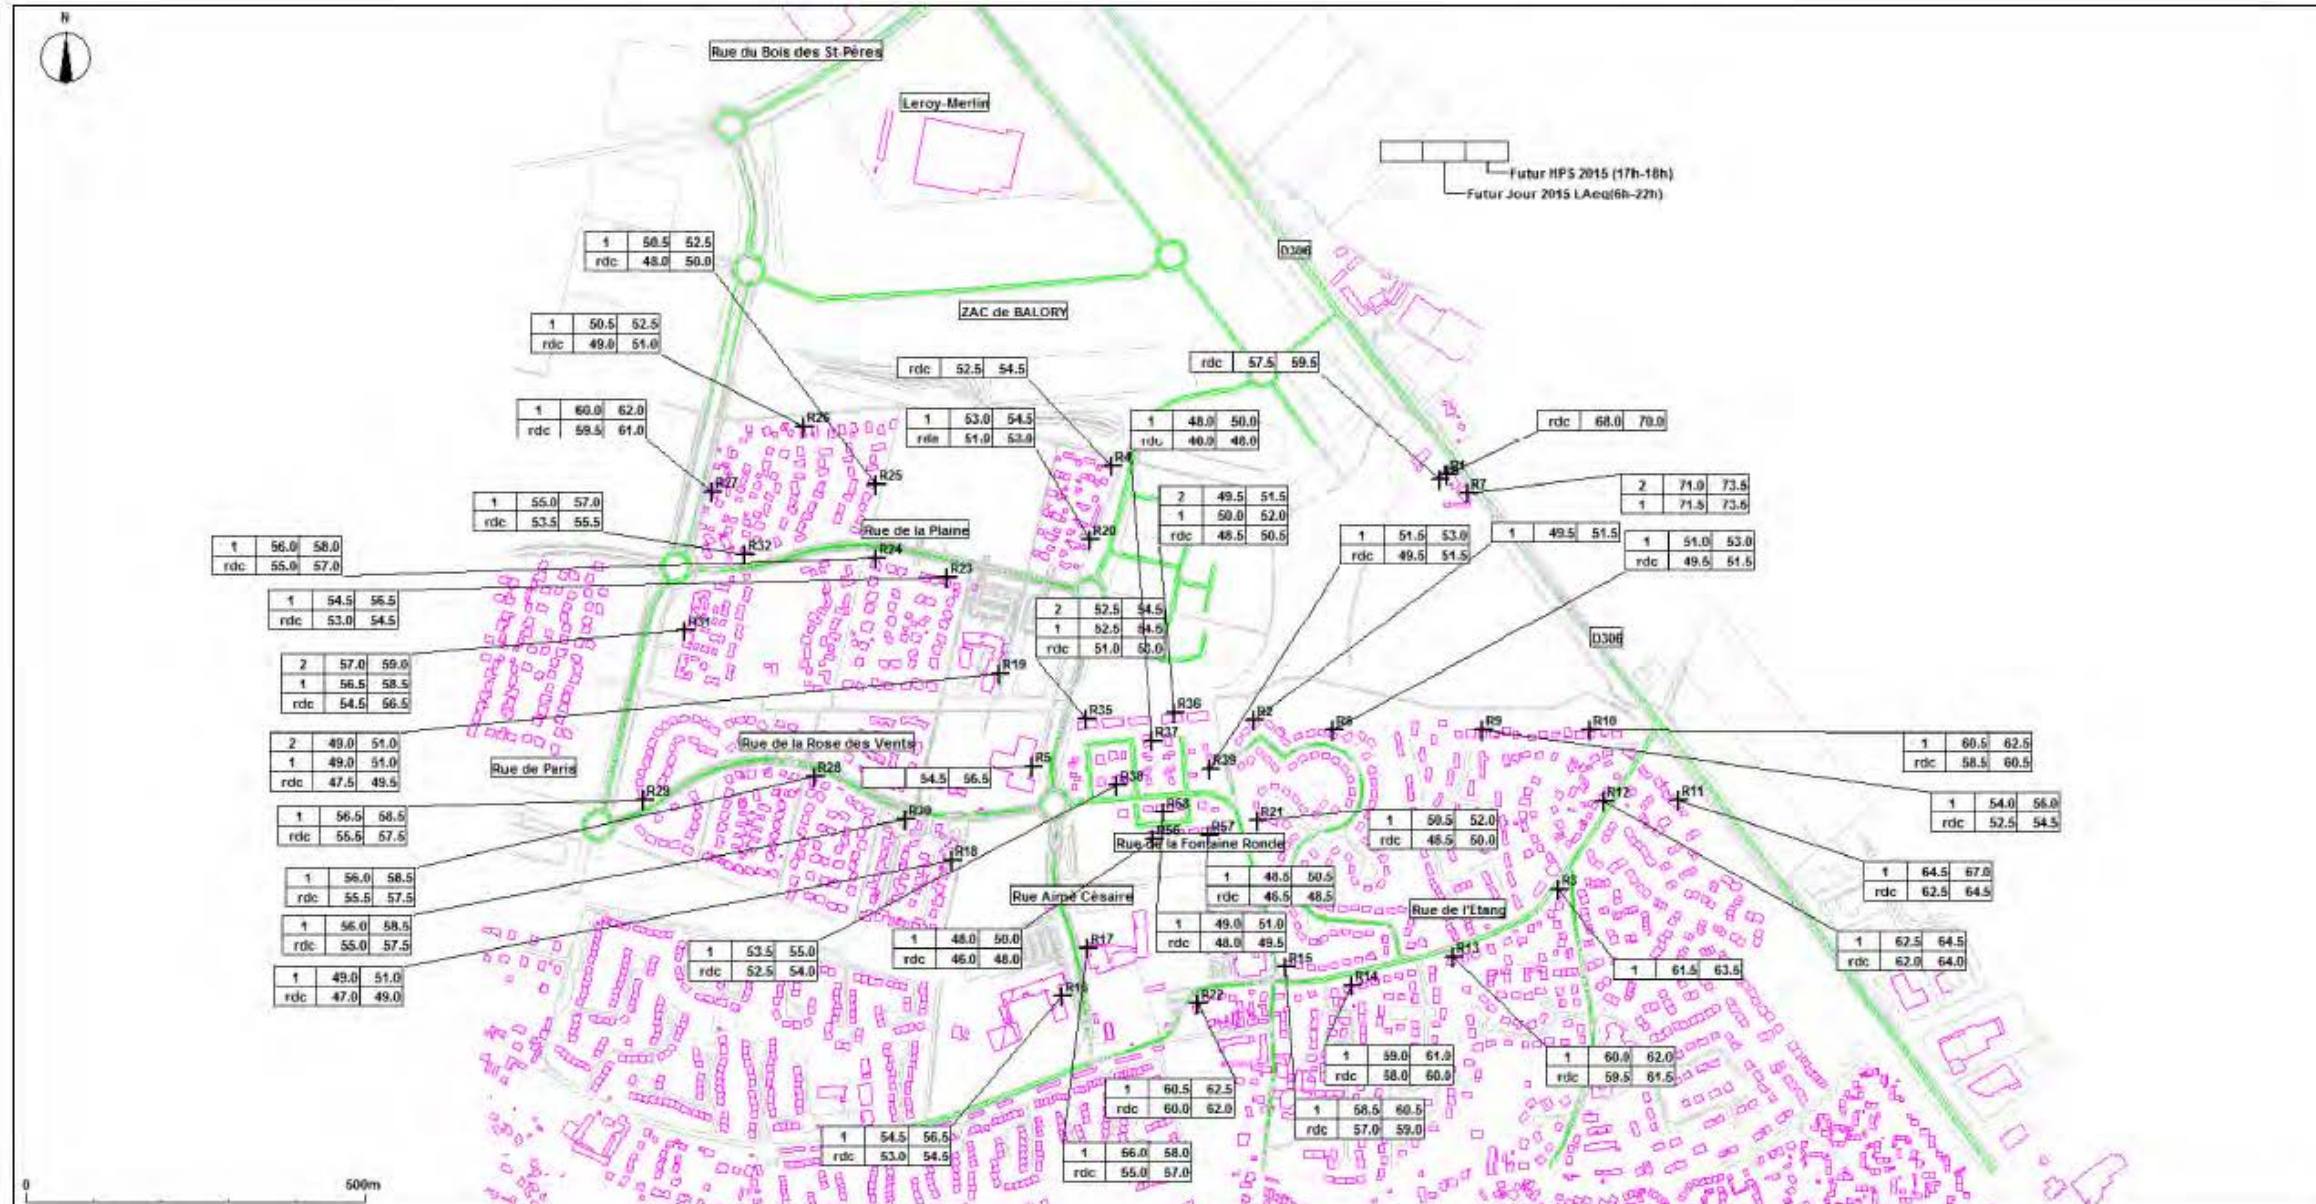 N
Rue du Bois des St-Pères
Leroy-Merlin
Futur HPS 2015 (17h-18h)
Futur Jour 2015 LAeq(6h-22h)
1 50.5 52.5
rdc 48.0 50.0
D306
ZAC de BALORY
1 50.5 52.5
rdc 49.0 51.0
rdc 52.5 54.5
rdc 57.5 59.5
1 60.0 62.0
rdc 59.5 61.0
R26
1 53.0 54.5
rdc 51.0 53.0
1 48.0 50.0
rdc 46.0 48.0
rdc 68.0 70.0
R4
R1
R27
R25
R7
2 71.0 73.5
1 71.5 73.5
1 55.0 57.0
rdc 53.5 55.5
2 49.5 51.5
1 50.0 52.0
rdc 48.5 50.5
Rue de la Plaine
R20
1 51.5 53.0
rdc 49.5 51.5
1 49.5 51.5
1 51.0 53.0
rdc 49.5 51.5
1 56.0 58.0
rdc 55.0 57.0
R32
R24
R23
1 54.5 56.5
rdc 53.0 54.5
2 52.5 54.5
1 52.5 54.5
rdc 51.0 53.0
R31
D306
2 57.0 59.0
1 56.5 58.5
rdc 54.5 56.5
R19
R35
R36
R2
R8
R9
R10
2 49.0 51.0
1 49.0 51.0
rdc 47.5 49.5
Rue de la Rose des Vents
R37
1 60.5 62.5
rdc 58.5 60.5
Rue de Paris
R28
54.5 56.5
R5
R38
R39
R29
R12
R11
1 54.0 56.0
rdc 52.5 54.5
1 56.5 58.5
rdc 55.5 57.5
R30
R58
R21
1 50.5 52.0
rdc 48.5 50.0
R56
R57
Rue de la Fontaine Ronde
R18
1 56.0 58.5
rdc 55.5 57.5
1 48.5 50.5
rdc 46.5 48.5
R3
1 64.5 67.0
rdc 62.5 64.5
Rue Aimé Césaire
Rue de l'Etang
1 56.0 58.5
rdc 55.0 57.5
1 53.5 55.0
rdc 52.5 54.0
1 48.0 50.0
rdc 46.0 48.0
1 49.0 51.0
rdc 48.0 49.5
R17
R13
1 62.5 64.5
rdc 62.0 64.0
1 49.0 51.0
rdc 47.0 49.0
R15
R14
1 61.5 63.5
R16
R22
1 59.0 61.0
rdc 58.0 60.0
1 60.0 62.0
rdc 59.5 61.5
1 60.5 62.5
rdc 60.0 62.0
1 58.5 60.5
rdc 57.0 59.0
1 54.5 56.5
rdc 53.0 54.5
1 56.0 58.0
rdc 55.0 57.0
0 500m